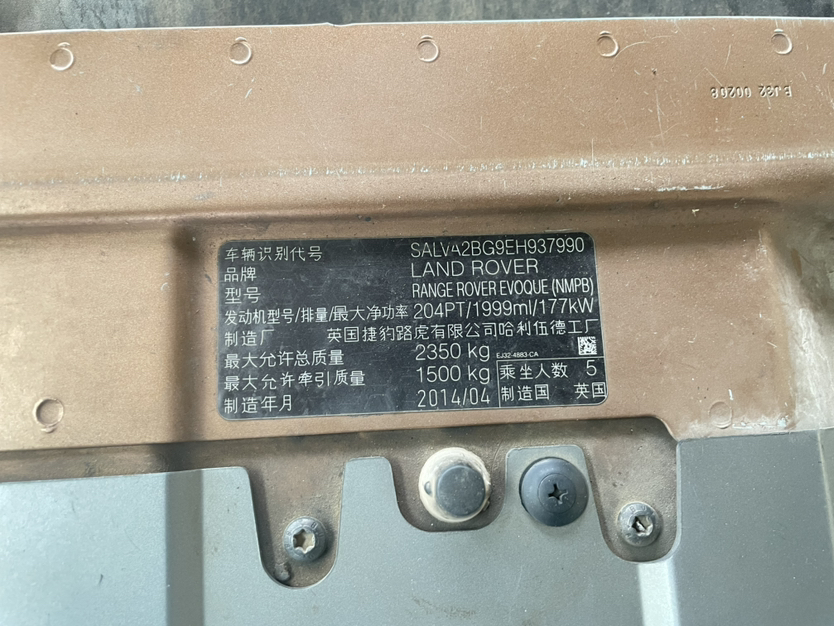 EJ32 00206
车辆识别代号 SALVA2BG9EH937990
品牌 LAND ROVER
型号 RANGE ROVER EVOQUE (NMPB)
发动机型号/排量/最大净功率 204PT/1999ml/177kW
制造厂 英国捷豹路虎有限公司哈利伍德工厂
最大允许总质量 2350 kg EJ32-4883-CA
最大允许牵引质量 1500 kg 乘坐人数 5
制造年月 2014/04 制造国 英国